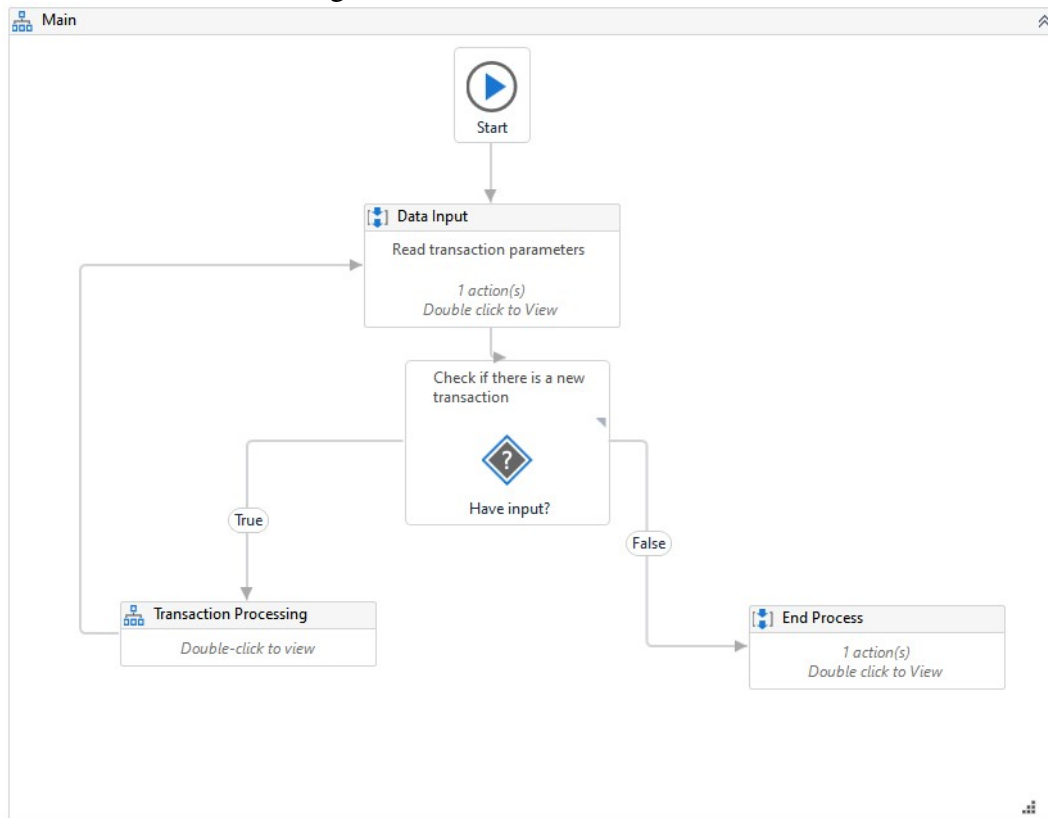 Main
Start
Data Input
Read transaction parameters
1 action(s)
Double click to View
Check if there is a new
transaction
Have input?
True
False
Transaction Processing
Double-click to view
End Process
1 action(s)
Double click to View